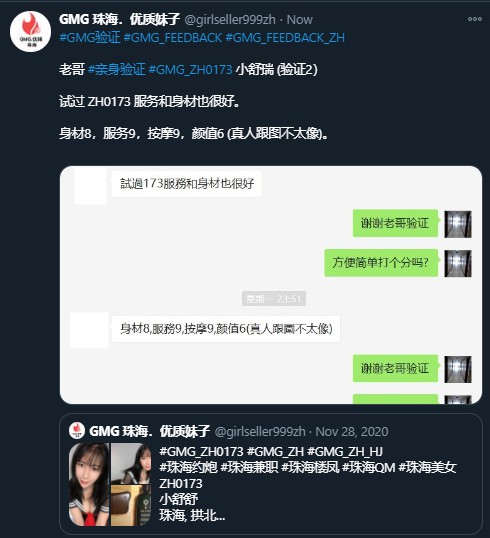 GMG 珠海．优质妹子 @girlseller999zh · Now
#GMG验证 #GMG_FEEDBACK #GMG_FEEDBACK_ZH
老哥 #亲身验证 #GMG_ZH0173 小舒瑞 (验证2)
试过 ZH0173 服务和身材也很好。
身材8，服务9，按摩9，颜值6 (真人跟图不太像)。
試過173服務和身材也很好
谢谢老哥验证
方便简单打个分吗?
星期一 23:51
身材8,服務9,按摩9,颜值6(真人跟圖不太像)
谢谢老哥验证
GMG 珠海．优质妹子 @girlseller999zh · Nov 28, 2020
#GMG_ZH0173 #GMG_ZH #GMG_ZH_HJ
#珠海约炮 #珠海兼职 #珠海楼凤 #珠海QM #珠海美女
ZH0173
小舒舒
珠海, 拱北...